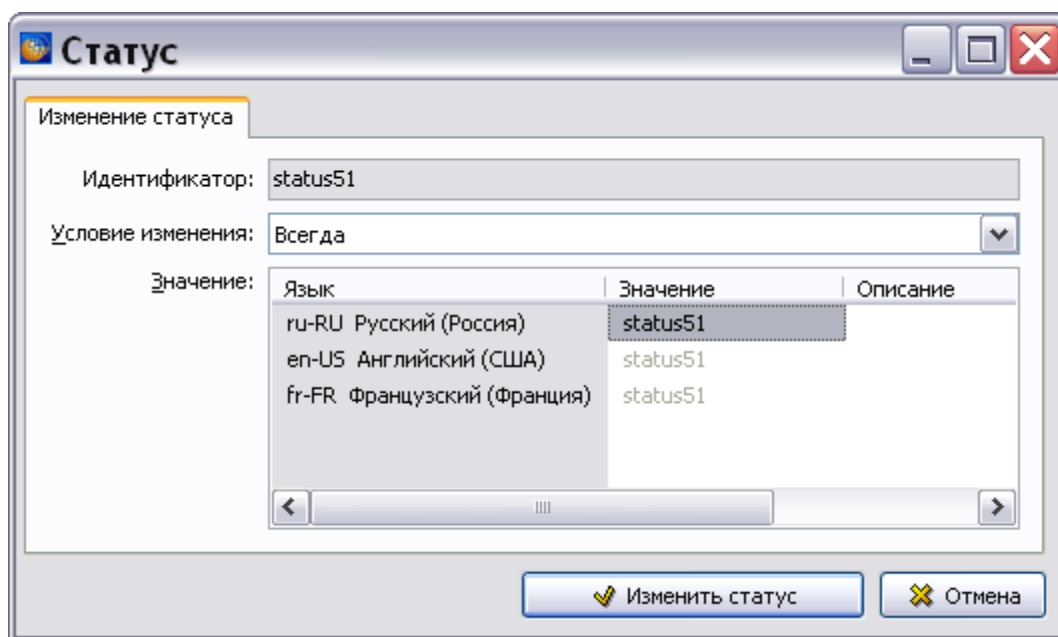 Статус
Изменение статуса
Идентификатор: status51
Условие изменения: Всегда
Значение:
Язык Значение Описание
ru-RU Русский (Россия) status51
en-US Английский (США) status51
fr-FR Французский (Франция) status51
Изменить статус Отмена